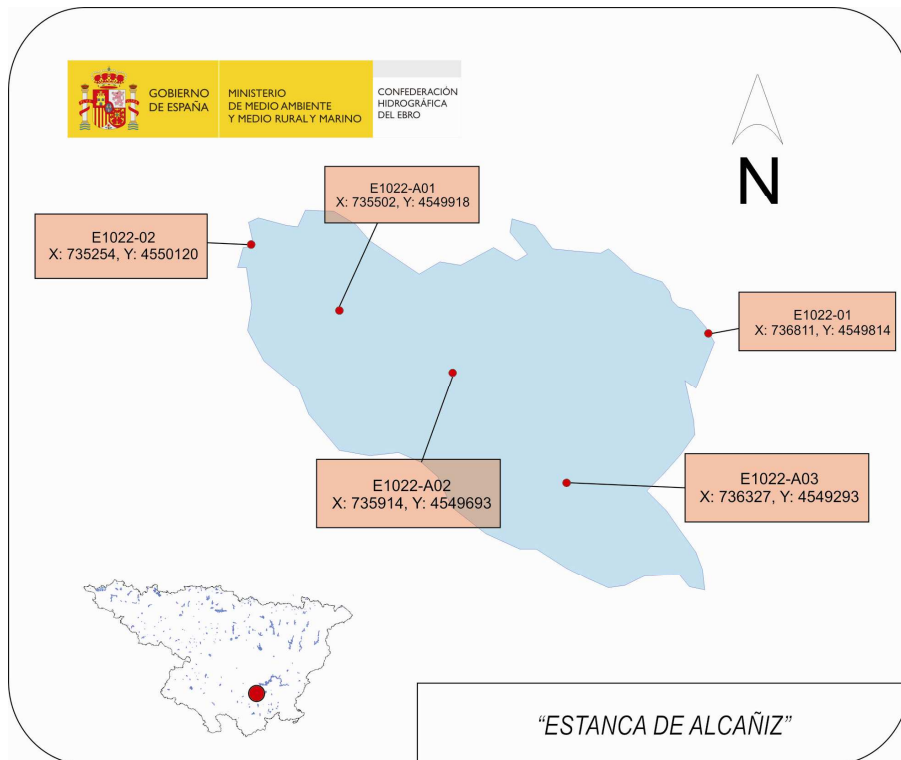 GOBIERNO
DE ESPAÑA
MINISTERIO
DE MEDIO AMBIENTE
Y MEDIO RURAL Y MARINO
CONFEDERACIÓN
HIDROGRÁFICA
DEL EBRO
N
E1022-A01
X: 735502, Y: 4549918
E1022-02
X: 735254, Y: 4550120
E1022-01
X: 736811, Y: 4549814
E1022-A02
X: 735914, Y: 4549693
E1022-A03
X: 736327, Y: 4549293
“ESTANCA DE ALCAÑIZ”